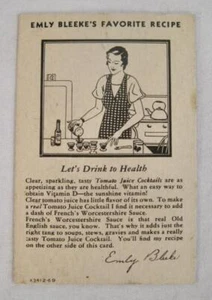 EMLY BLEEKE'S FAVORITE RECIPE
Let's Drink to Health
Clear, sparkling, tasty Tomato Juice Cocktails are as
appetizing as they are healthful. What an easy way to
obtain Vitamin D—the sunshine vitamin!
Clear tomato juice has little flavor of its own. To make
a real Tomato Juice Cocktail I find it necessary to add
a dash of French's Worcestershire Sauce.
French's Worcestershire Sauce is that real Old
English sauce, you know. That's why it adds just the
right tang to soups, stews, gravies and makes a really
tasty Tomato Juice Cocktail. You'll find my recipe
on the other side of this card.
Emly Bleeke